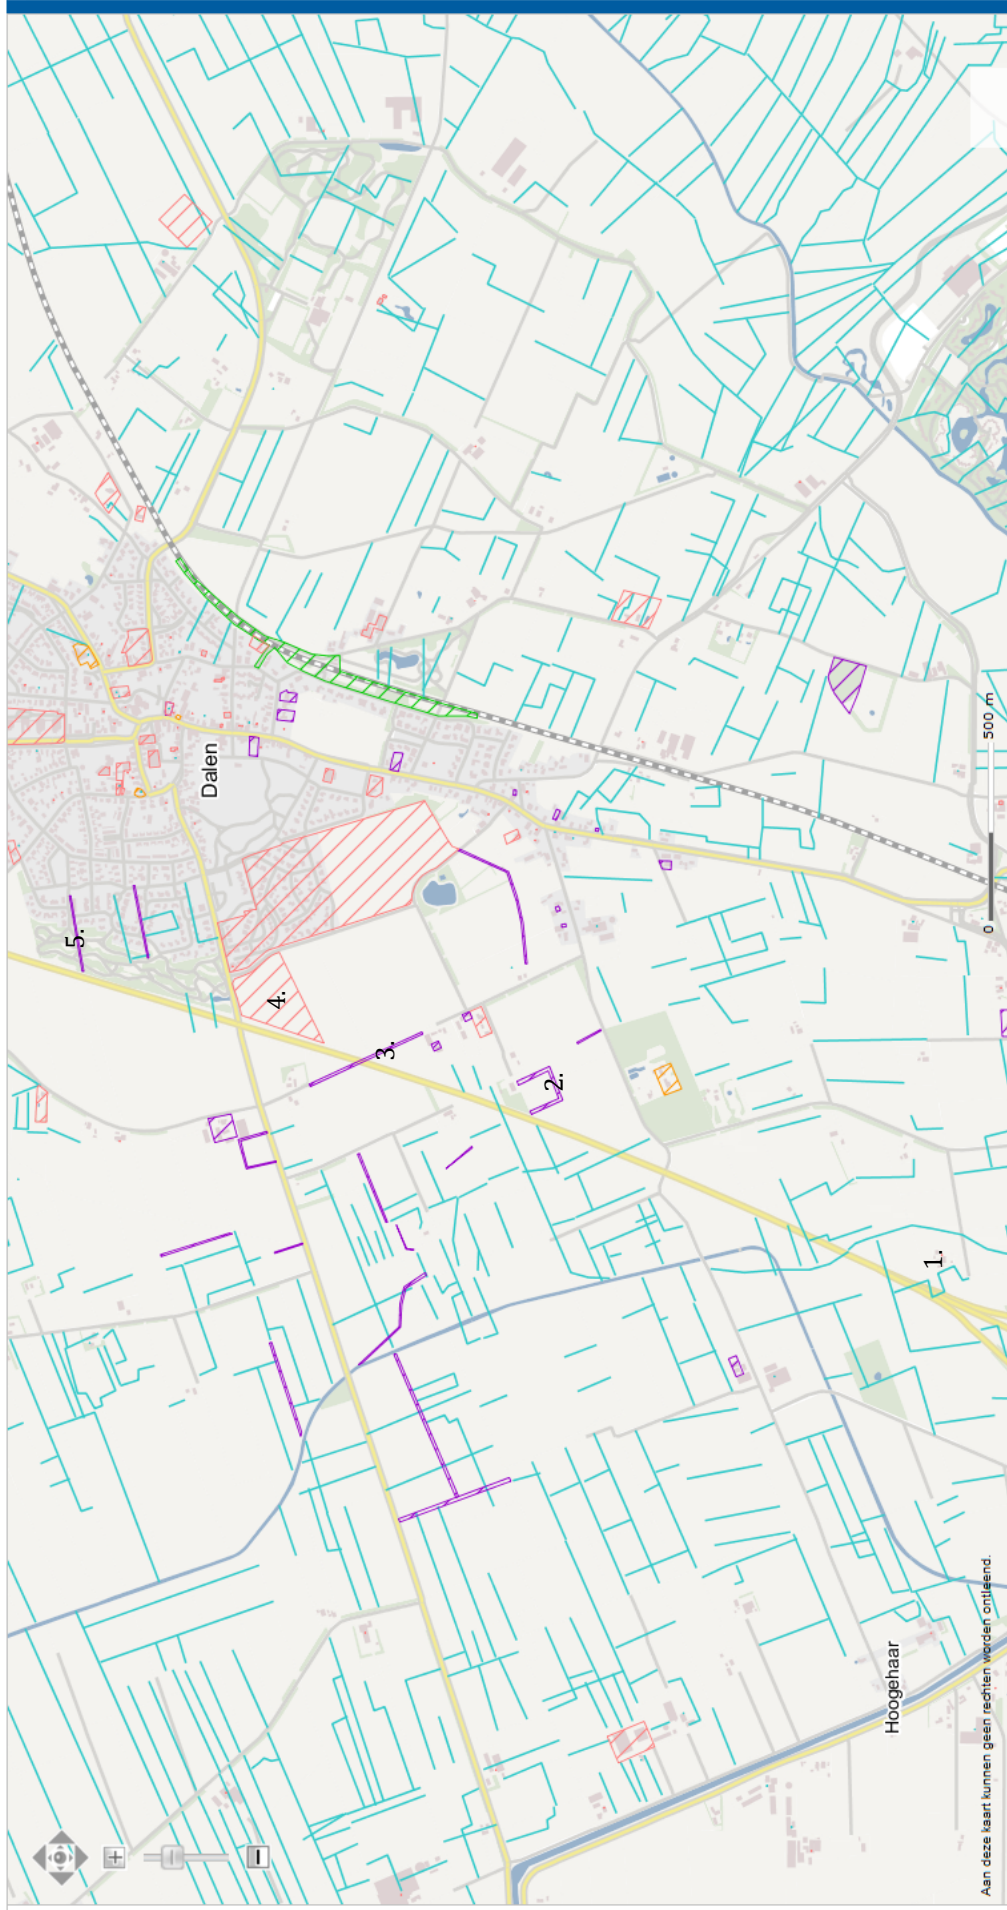 5.
Dalen
4.
3.
2.
1.
0 500 m
Hoogehaar
Aan deze kaart kunnen geen rechten worden ontleend.